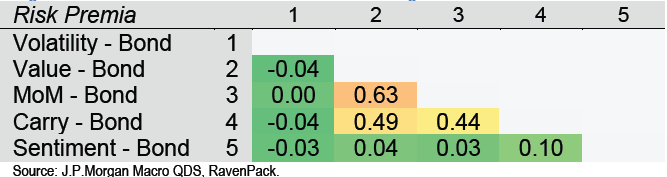 Risk Premia 1 2 3 4 5
Volatility - Bond 1
Value - Bond 2 -0.04
MoM - Bond 3 0.00 0.63
Carry - Bond 4 -0.04 0.49 0.44
Sentiment - Bond 5 -0.03 0.04 0.03 0.10
Source: J.P.Morgan Macro QDS, RavenPack.